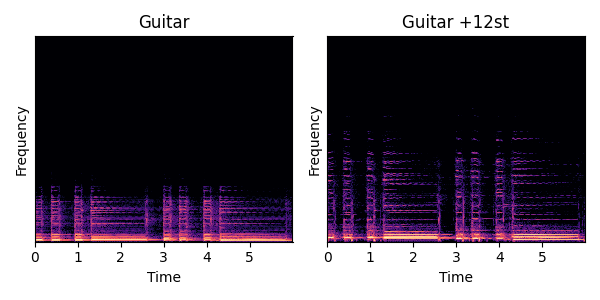 Guitar
Guitar +12st
Frequency
Frequency
0 1 2 3 4 5
0 1 2 3 4 5
Time
Time